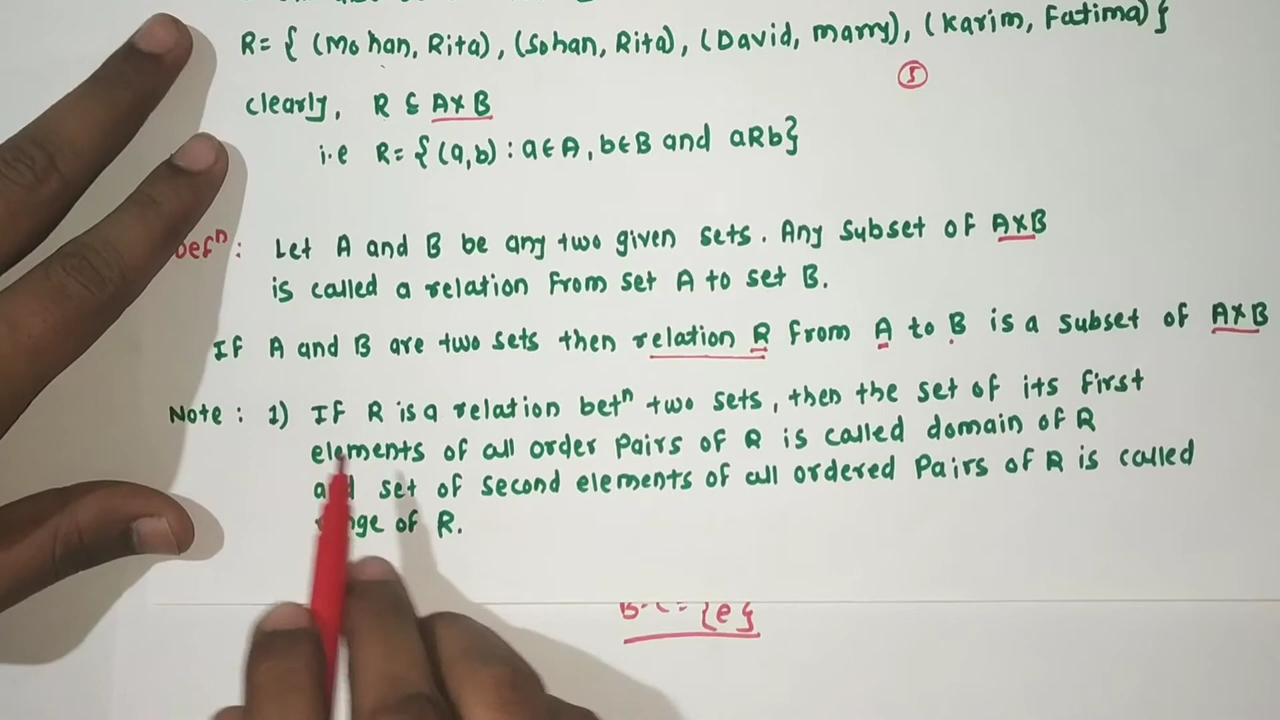 R= { (Mohan, Rita), (Sohan, Rita), (David, marry), (Karim, Fatima)}
5
clearly, R ⊆ A×B
i.e R= {(a,b) : a∈A, b∈B and aRb}
Defⁿ: Let A and B be any two given sets. Any subset of A×B
is called a relation from set A to set B.
If A and B are two sets then relation R from A to B is a subset of A×B
Note: 1) If R is a relation betⁿ two sets, then the set of its first
elements of all order pairs of R is called domain of R
and set of second elements of all ordered pairs of R is called
of R.
= {e}